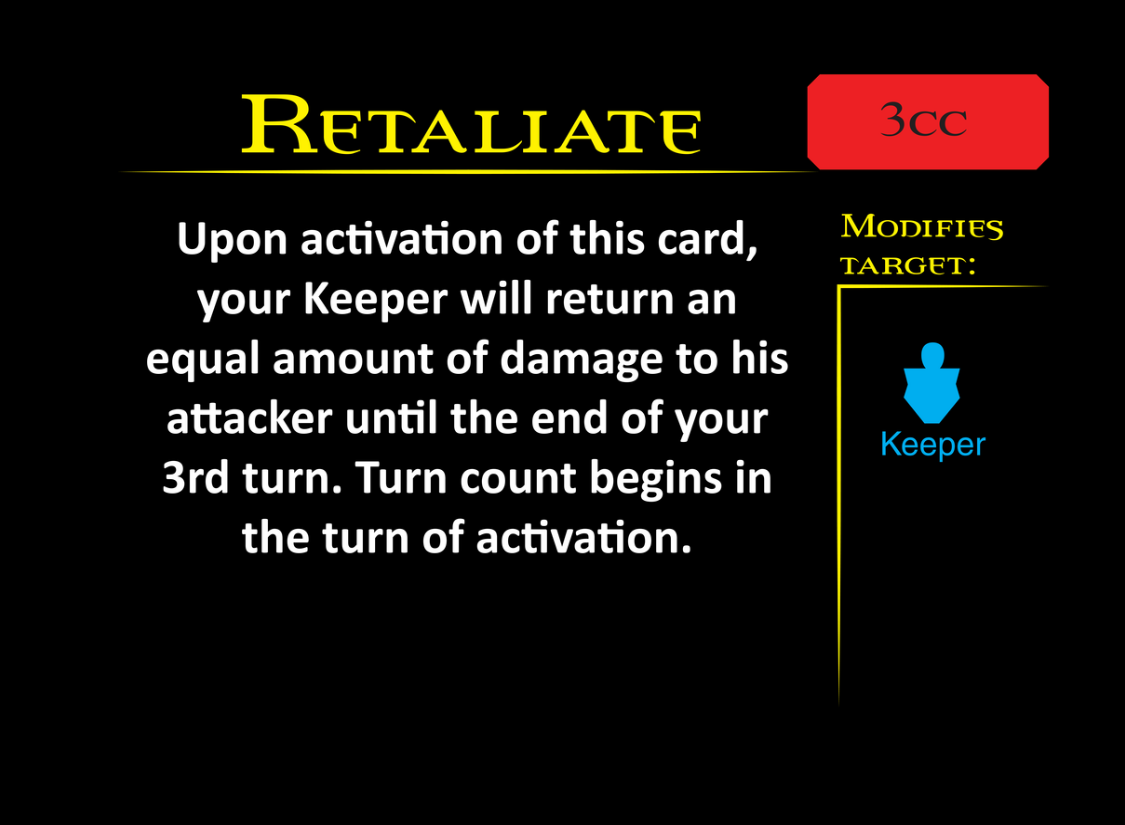 Retaliate
3cc
Upon activation of this card,
your Keeper will return an
equal amount of damage to his
attacker until the end of your
3rd turn. Turn count begins in
the turn of activation.
Modifies
target:
Keeper